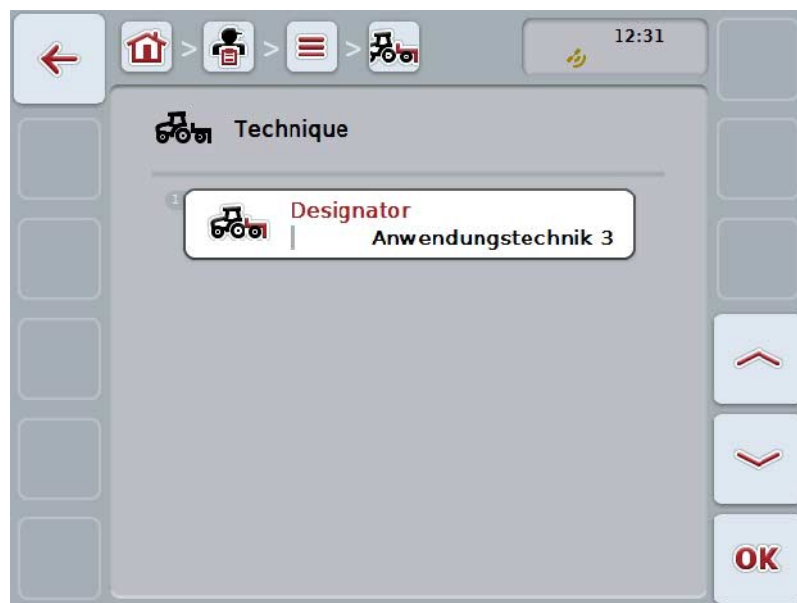 > > >
12:31
Technique
1
Designator
Anwendungstechnik 3
OK